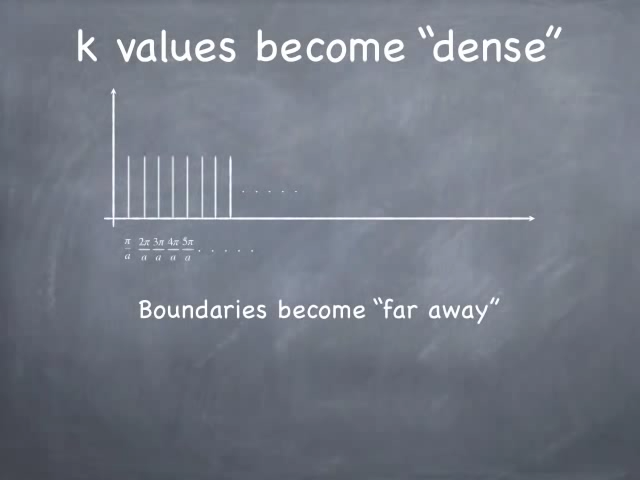 k values become “dense”
. . . . .
π/a 2π/a 3π/a 4π/a 5π/a . . . . .
Boundaries become “far away”